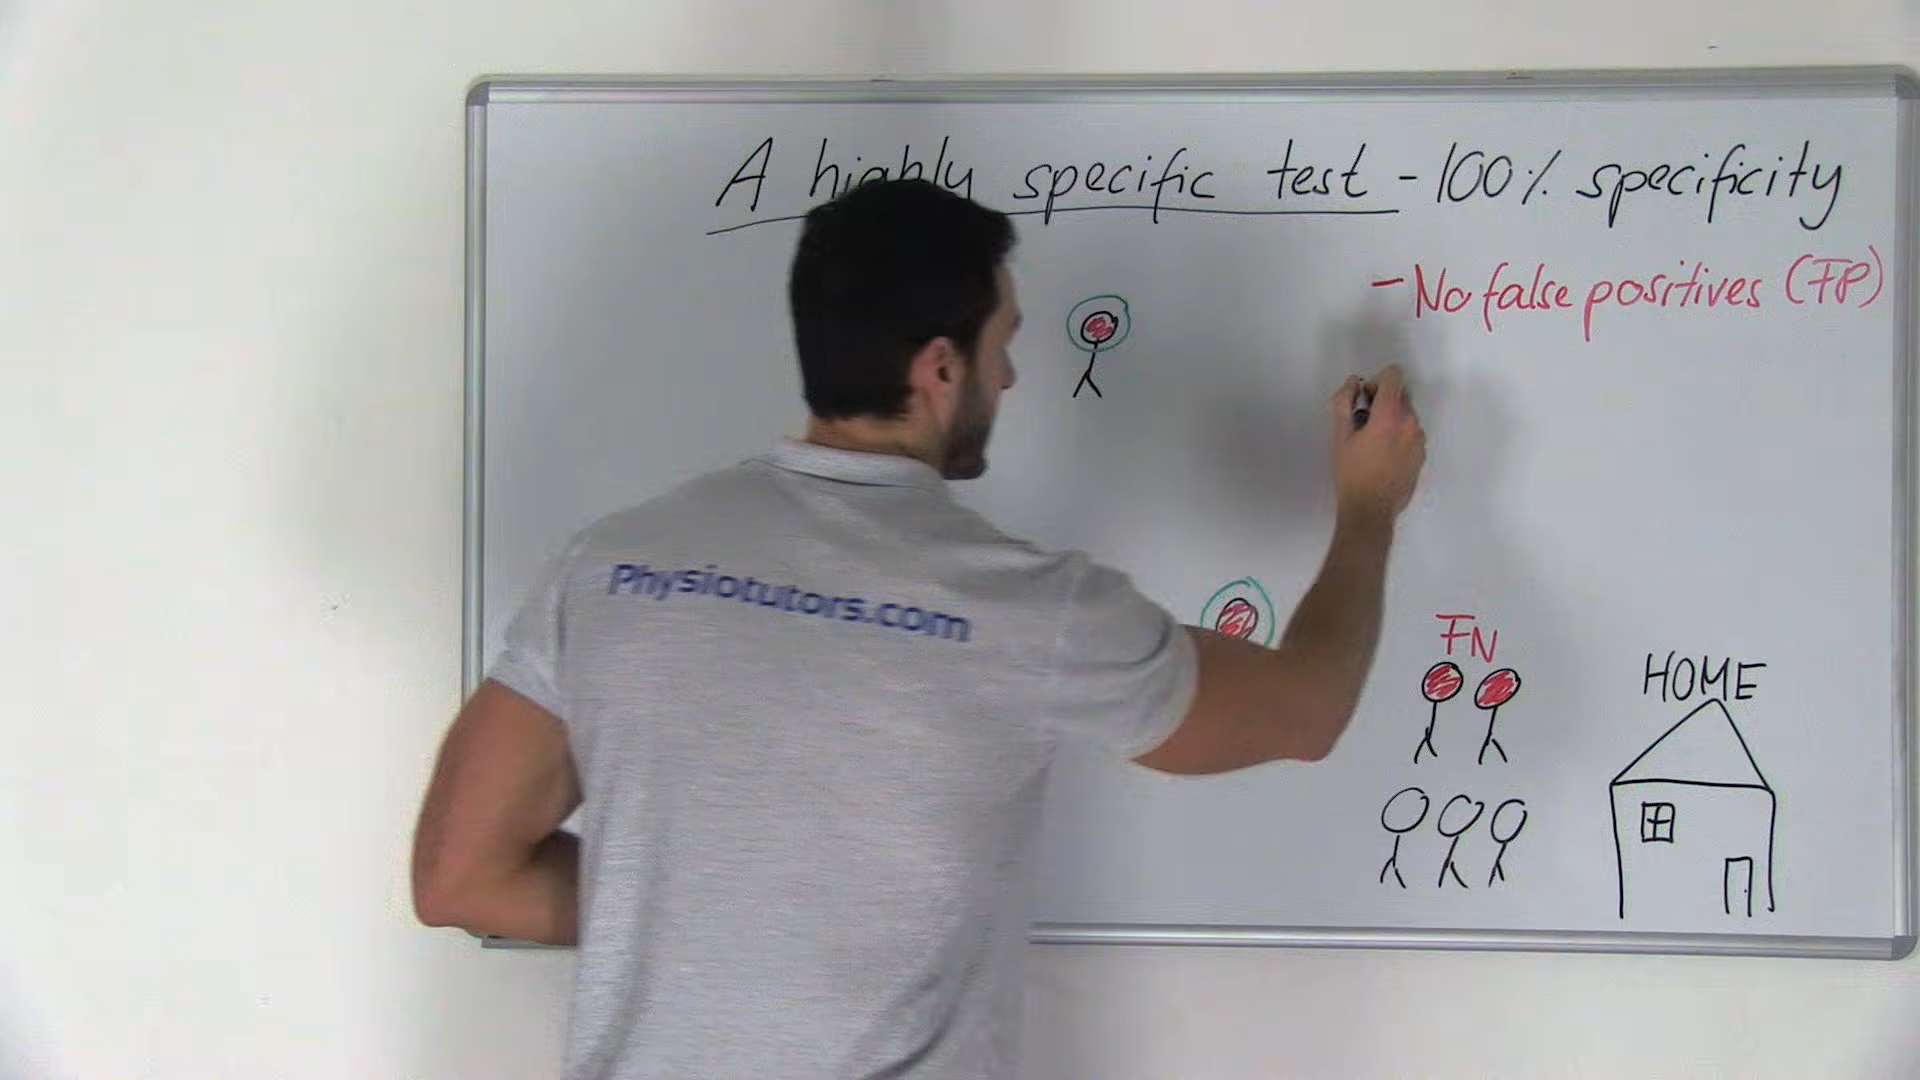 A highly specific test - 100% specificity
- No false positives (FP)
Physiotutors.com
FN
HOME